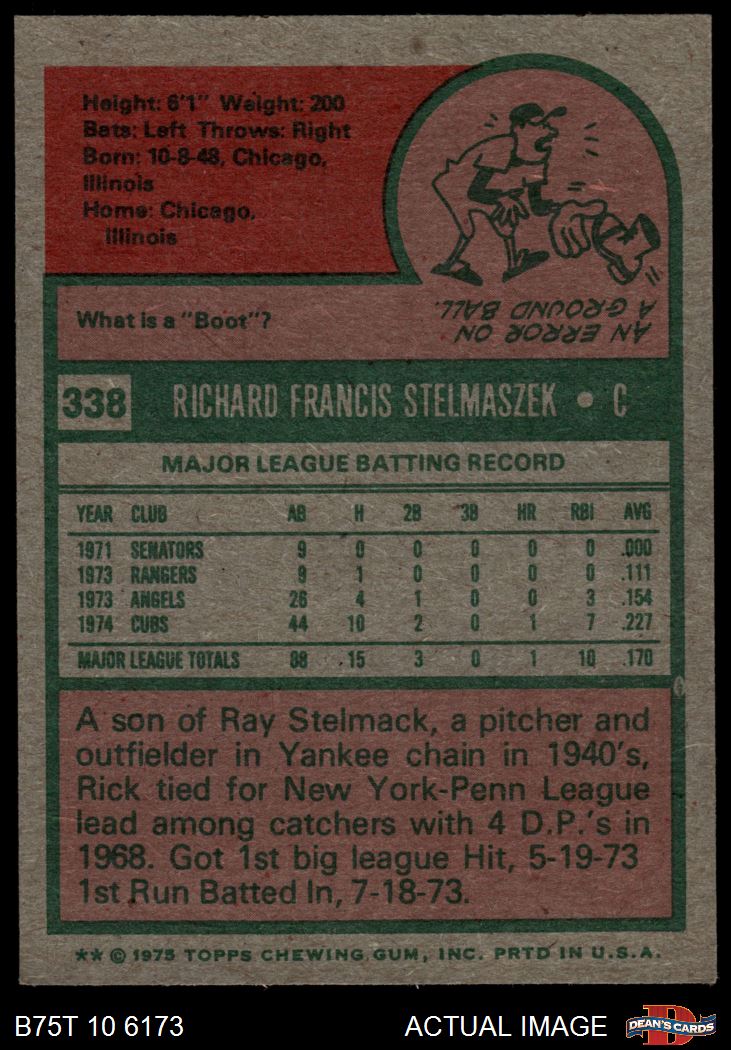 Height: 6'1" Weight: 200
Bats: Left Throws: Right
Born: 10-8-48, Chicago,
Illinois
Home: Chicago,
Illinois
What is a "Boot"?
AN ERROR ON
A GROUND BALL.
338 RICHARD FRANCIS STELMASZEK • C
MAJOR LEAGUE BATTING RECORD
YEAR CLUB AB H 2B 3B HR RBI AVG
1971 SENATORS 9 0 0 0 0 0 .000
1973 RANGERS 9 1 0 0 0 0 .111
1973 ANGELS 26 4 1 0 0 3 .154
1974 CUBS 44 10 2 0 1 7 .227
MAJOR LEAGUE TOTALS 88 15 3 0 1 10 .170
A son of Ray Stelmack, a pitcher and
outfielder in Yankee chain in 1940's,
Rick tied for New York-Penn League
lead among catchers with 4 D.P.'s in
1968. Got 1st big league Hit, 5-19-73
1st Run Batted In, 7-18-73.
** © 1975 TOPPS CHEWING GUM, INC. PRTD IN U.S.A.
B75T 10 6173 ACTUAL IMAGE DEAN'S CARDS